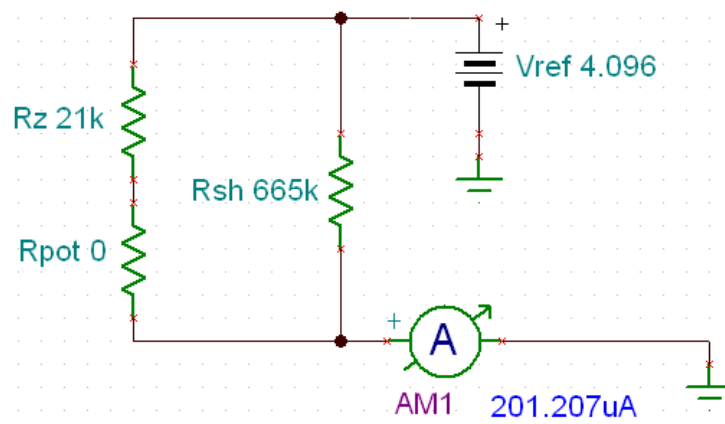 +
Vref 4.096
Rz 21k
Rsh 665k
Rpot 0
+
A
AM1
201.207uA